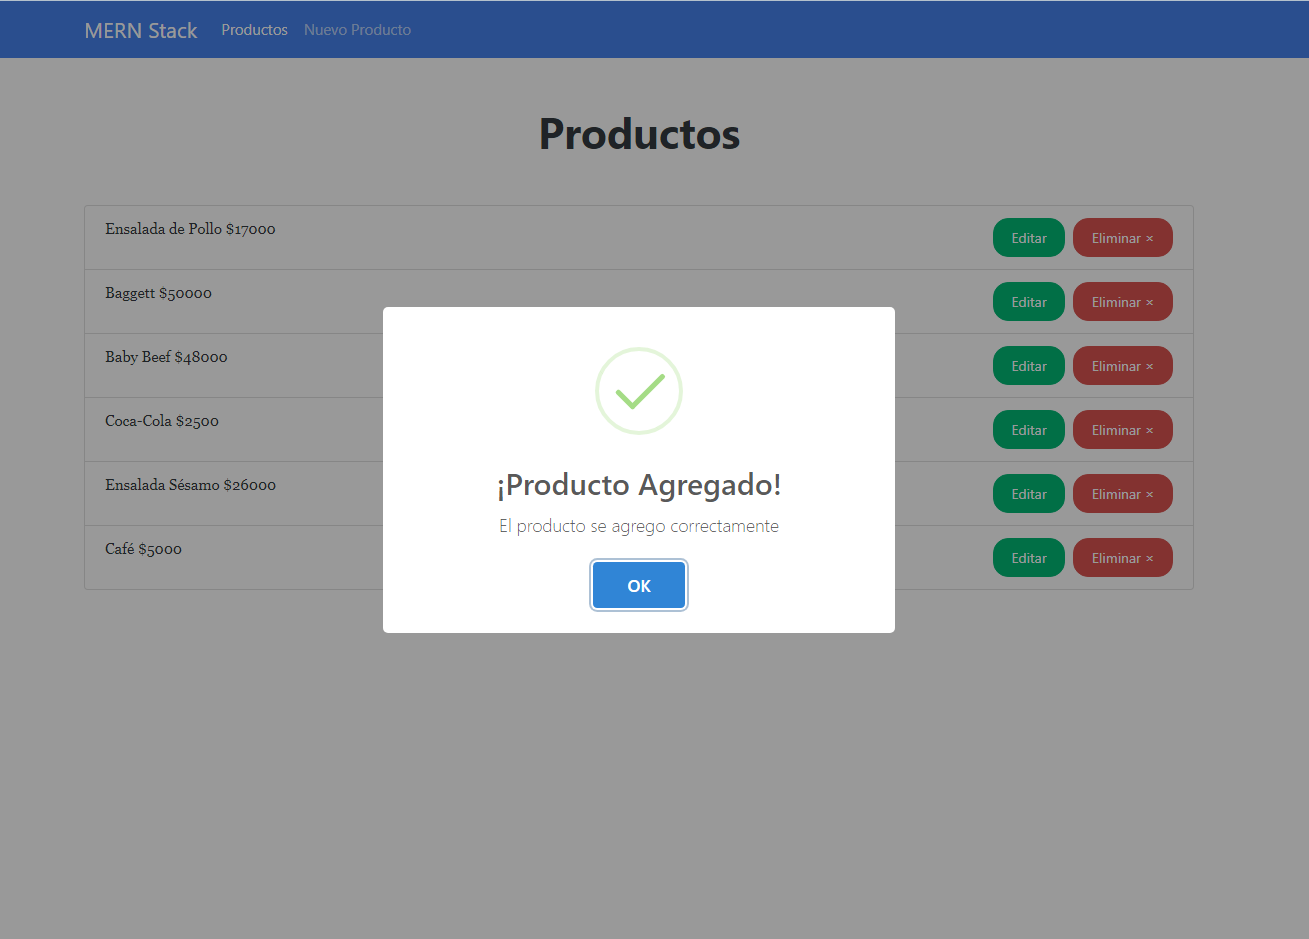 MERN Stack Productos Nuevo Producto
Productos
Ensalada de Pollo $17000 Editar Eliminar ×
Baggett $50000 Editar Eliminar ×
Baby Beef $48000 Editar Eliminar ×
Coca-Cola $2500 Editar Eliminar ×
Ensalada Sésamo $26000 Editar Eliminar ×
Café $5000 Editar Eliminar ×
¡Producto Agregado!
El producto se agrego correctamente
OK